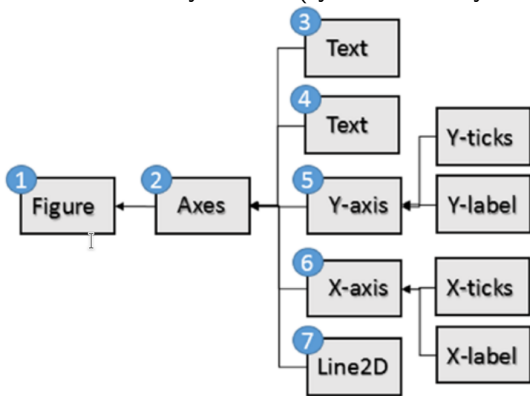 3
Text
4
Text
Y-ticks
1
Figure
2
Axes
5
Y-axis
Y-label
6
X-axis
X-ticks
7
Line2D
X-label